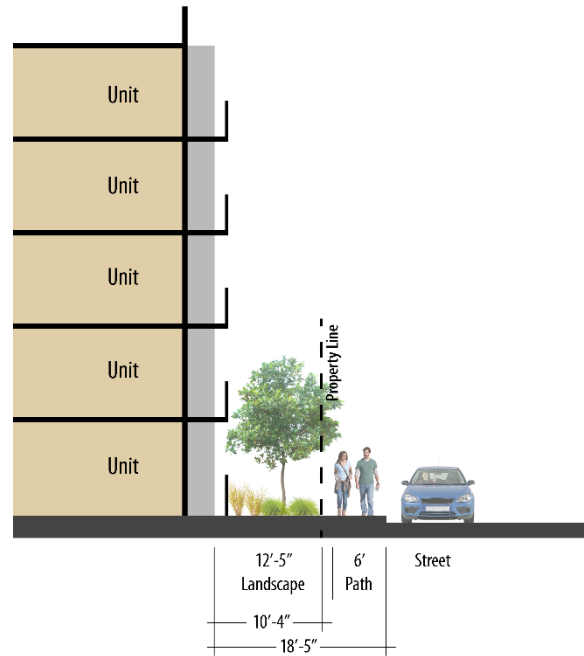 Unit
Unit
Unit
Unit
Property Line
Unit
12’-5”
Landscape
6’
Path
Street
10’-4”
18’-5”